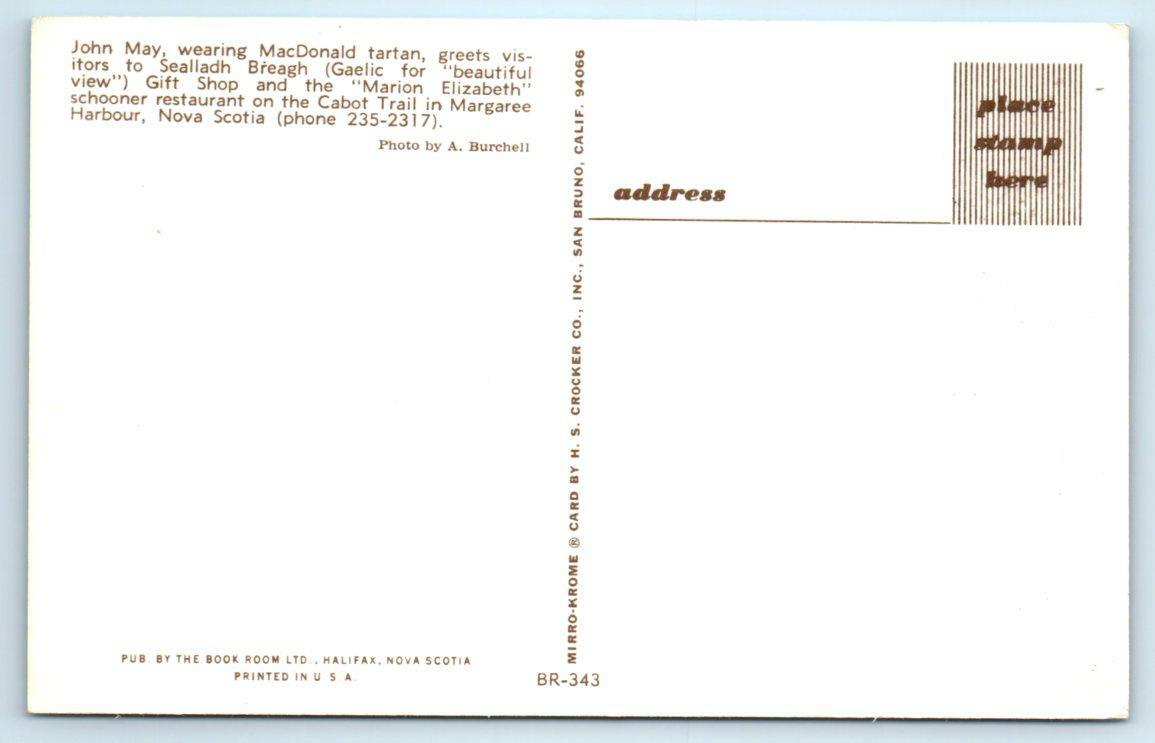 John May, wearing MacDonald tartan, greets vis-
itors to Sealladh Breagh (Gaelic for "beautiful
view") Gift Shop and the "Marion Elizabeth"
schooner restaurant on the Cabot Trail in Margaree
Harbour, Nova Scotia (phone 235-2317).
Photo by A. Burchell
MIRRO-KROME ® CARD BY H. S. CROCKER CO., INC., SAN BRUNO, CALIF. 94066
place
stamp
here
address
PUB. BY THE BOOK ROOM LTD., HALIFAX, NOVA SCOTIA
PRINTED IN U S A.
BR-343